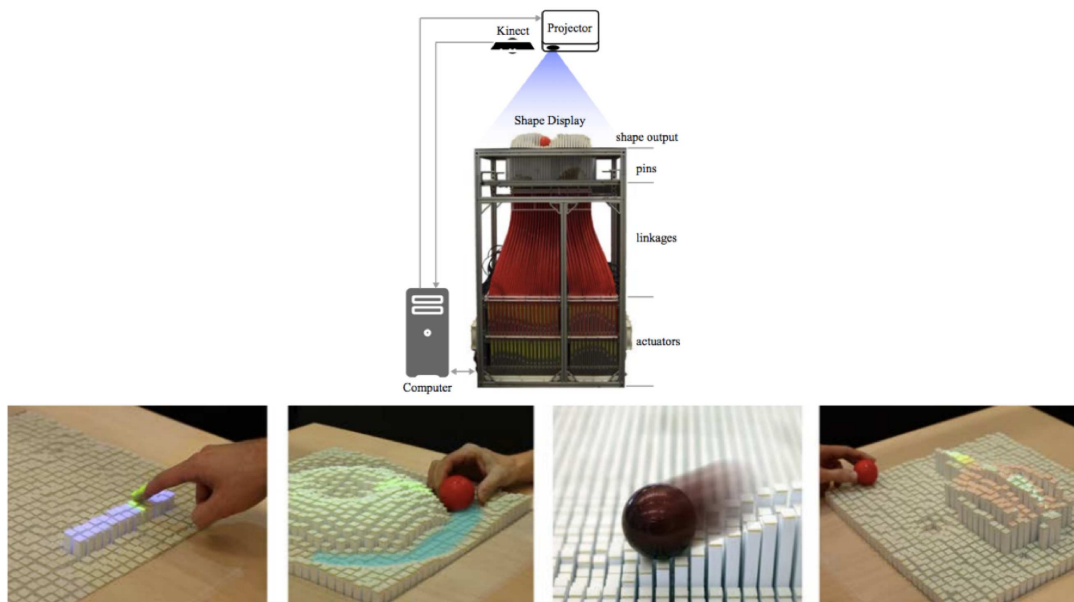 Kinect
Projector
Shape Display
shape output
pins
linkages
actuators
Computer